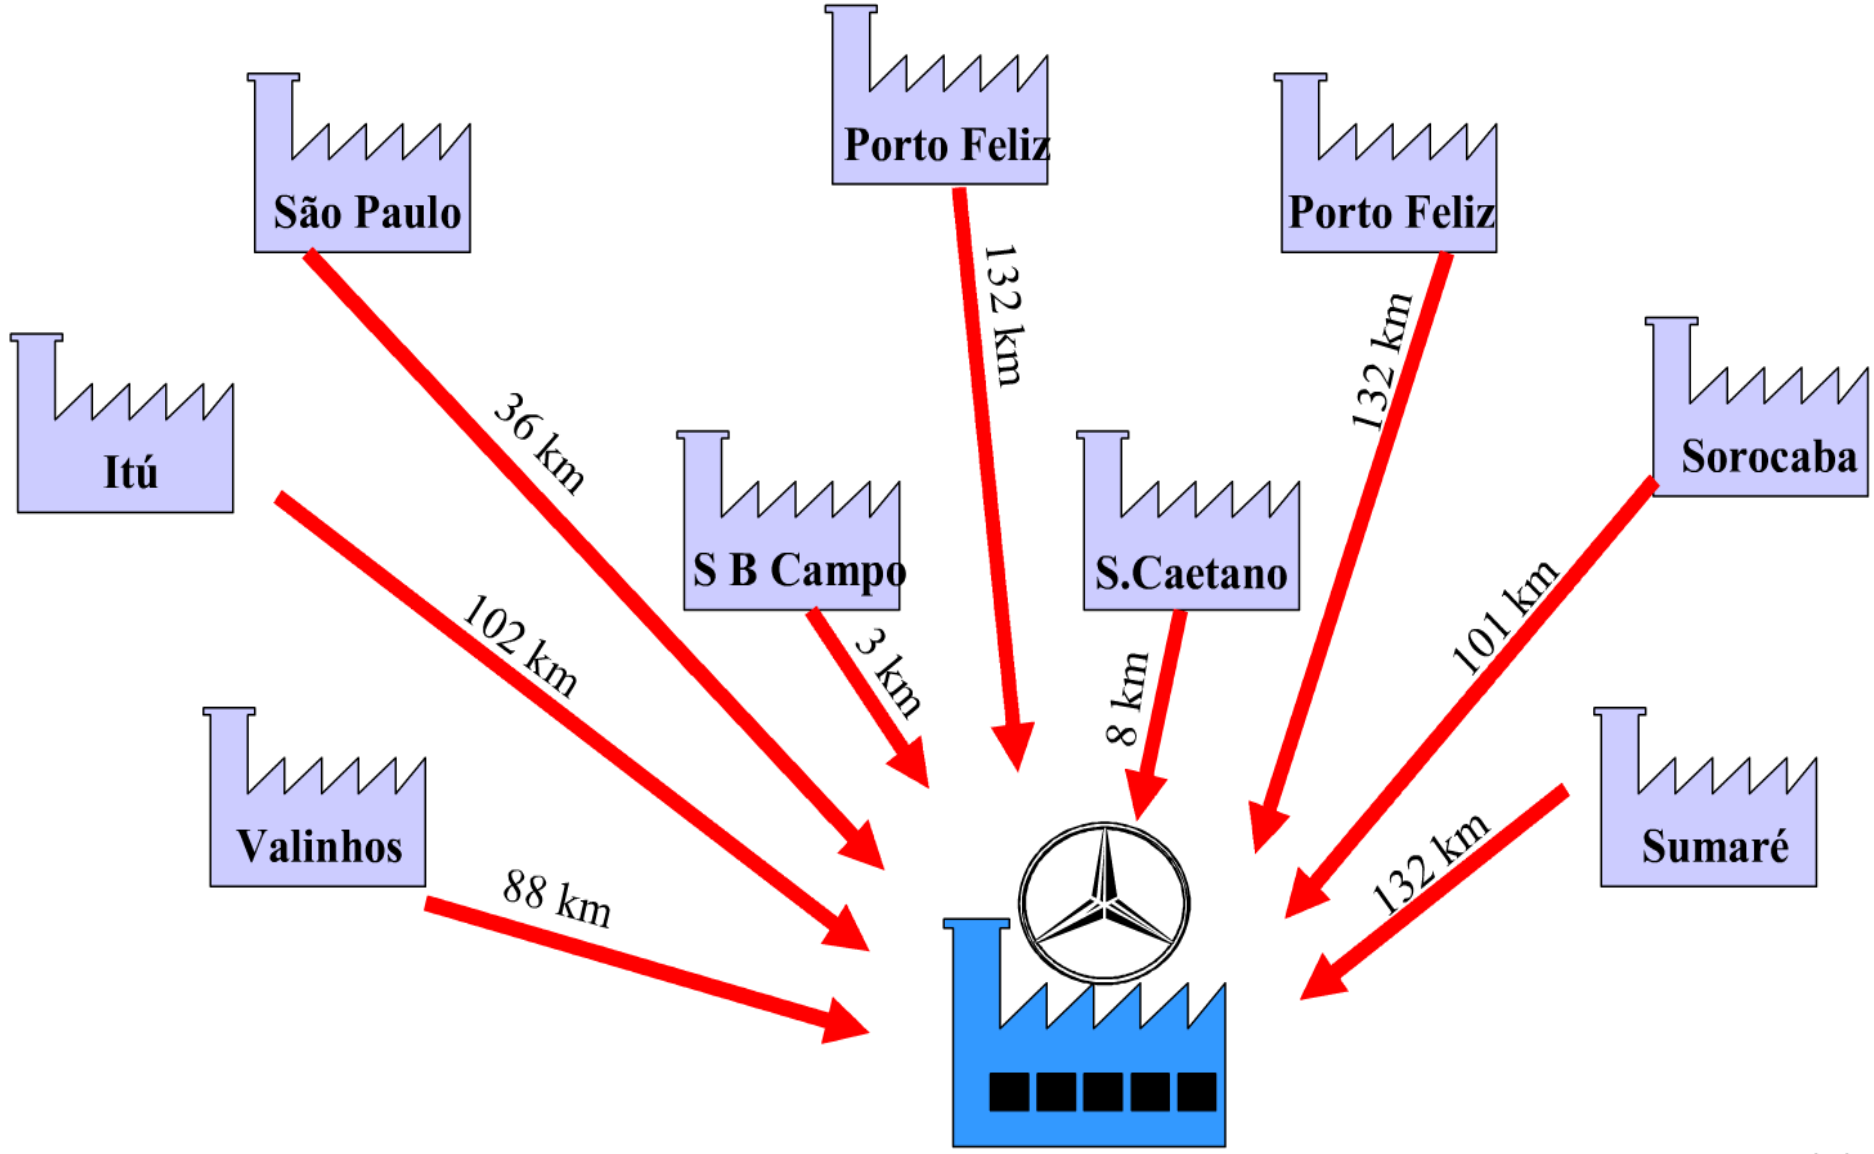 Porto Feliz
São Paulo
Porto Feliz
132 km
132 km
36 km
Itú
Sorocaba
S B Campo
S.Caetano
102 km
3 km
8 km
101 km
Valinhos
Sumaré
88 km
132 km